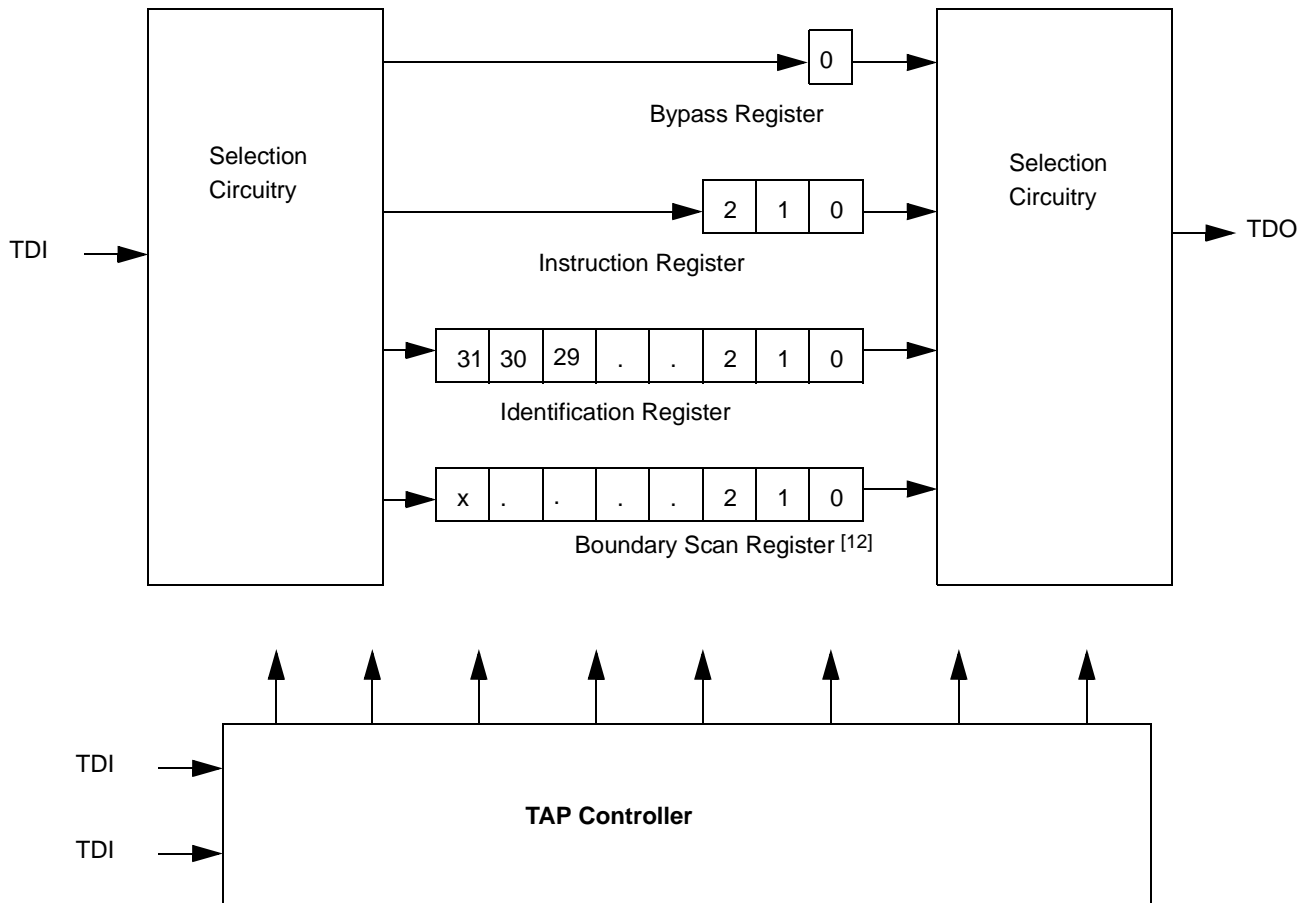 0
Bypass Register
Selection
Circuitry
Selection
Circuitry
2 1 0
TDI
TDO
Instruction Register
31 30 29 . . 2 1 0
Identification Register
x . . . . 2 1 0
Boundary Scan Register [12]
TDI
TAP Controller
TDI